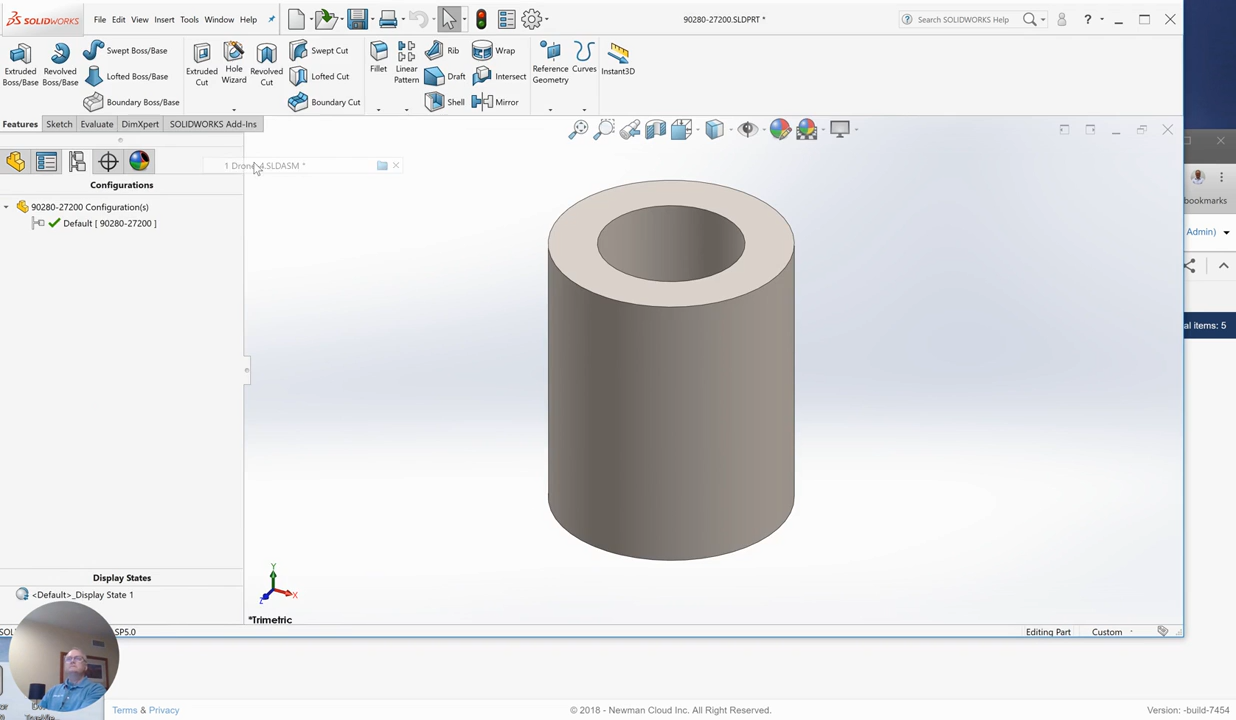 SOLIDWORKS
File Edit View Insert Tools Window Help
90280-27200.SLDPRT *
Search SOLIDWORKS Help
?
Extruded Boss/Base
Revolved Boss/Base
Swept Boss/Base
Lofted Boss/Base
Boundary Boss/Base
Extruded Cut
Hole Wizard
Revolved Cut
Swept Cut
Lofted Cut
Boundary Cut
Fillet
Linear Pattern
Rib
Draft
Shell
Wrap
Intersect
Mirror
Reference Geometry
Curves
Instant3D
Features Sketch Evaluate DimXpert SOLIDWORKS Add-Ins
Configurations
90280-27200 Configuration(s)
Default [ 90280-27200 ]
bookmarks
Admin)
al items: 5
Display States
<Default>_Display State 1
Y
X
Z
*Trimetric
SP5.0
Editing Part Custom
Terms & Privacy
© 2018 - Newman Cloud Inc. All Right Reserved.
Version: -build-7454